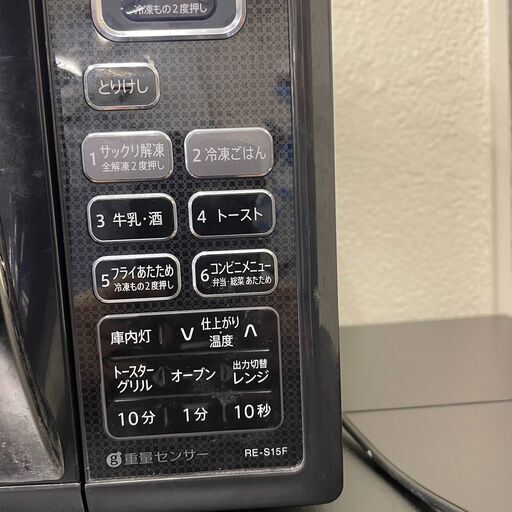 冷凍もの2度押し
とりけし
1 サックリ解凍
全解凍2度押し
2 冷凍ごはん
3 牛乳・酒
4 トースト
5 フライあたため
冷凍もの2度押し
6 コンビニメニュー
弁当・総菜あたため
庫内灯
∨ 仕上がり ∧
温度
トースター
グリル
オーブン
出力切替
レンジ
10分
1分
10秒
g 重量センサー
RE-S15F